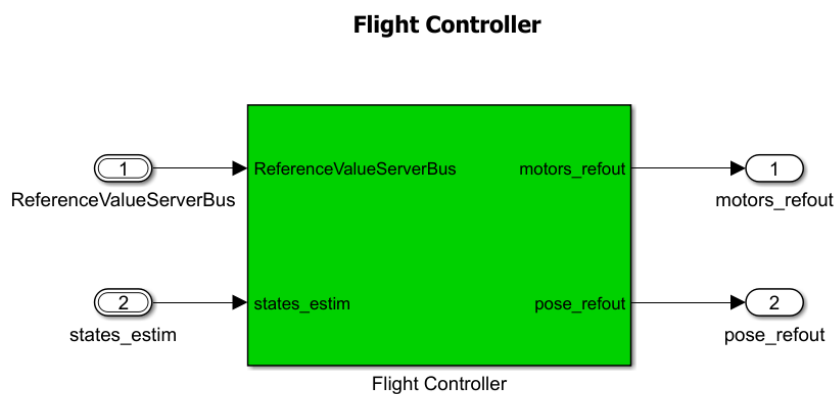 Flight Controller
1
ReferenceValueServerBus
ReferenceValueServerBus
motors_refout
1
motors_refout
2
states_estim
states_estim
pose_refout
2
pose_refout
Flight Controller